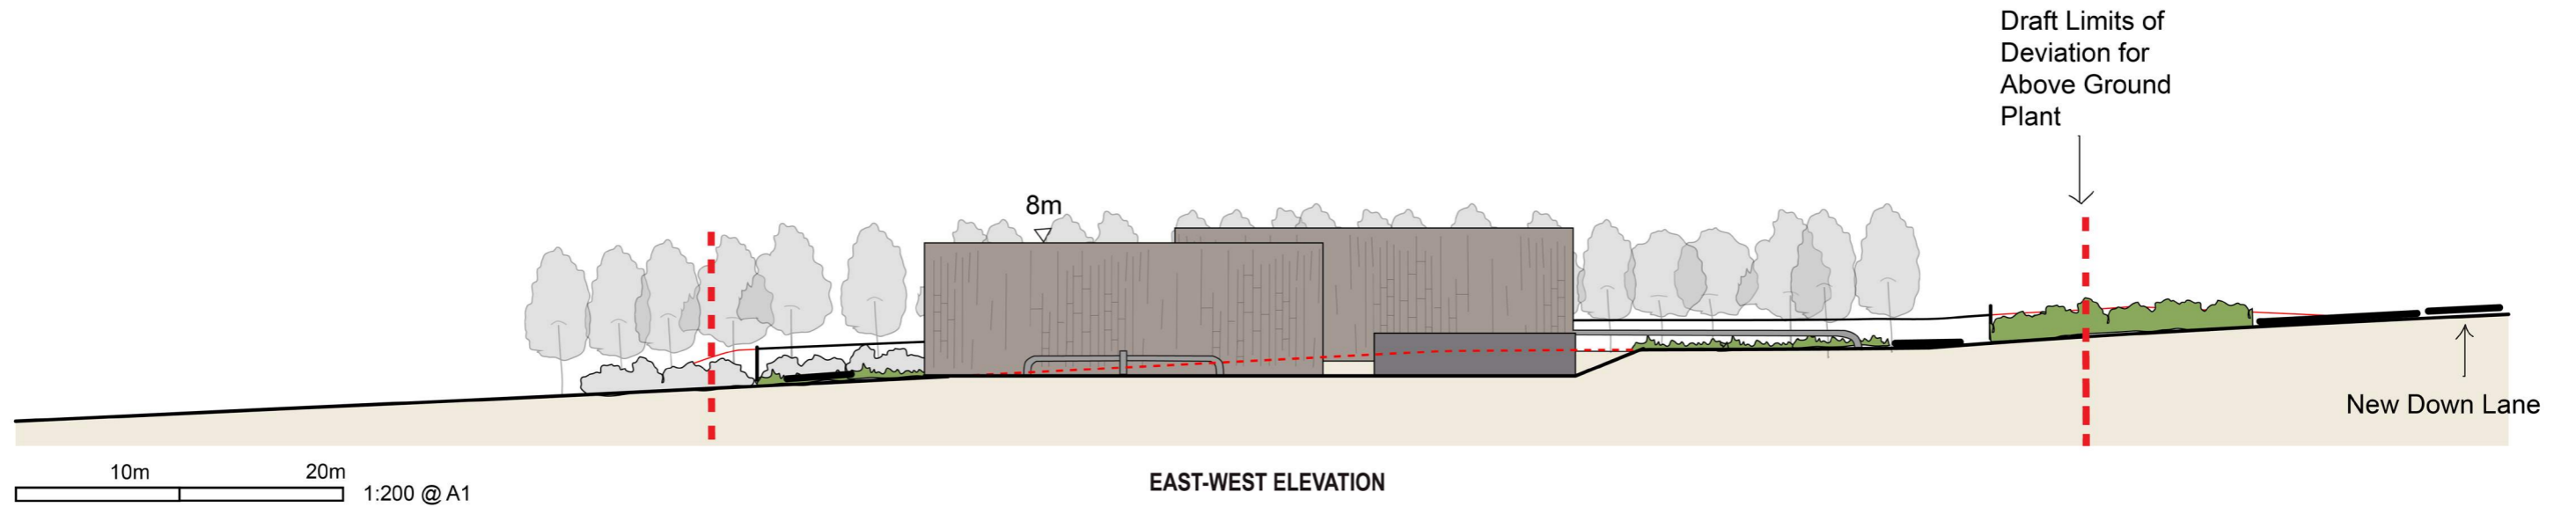 Draft Limits of
Deviation for
Above Ground
Plant
8m
New Down Lane
10m 20m
1:200 @ A1
EAST-WEST ELEVATION